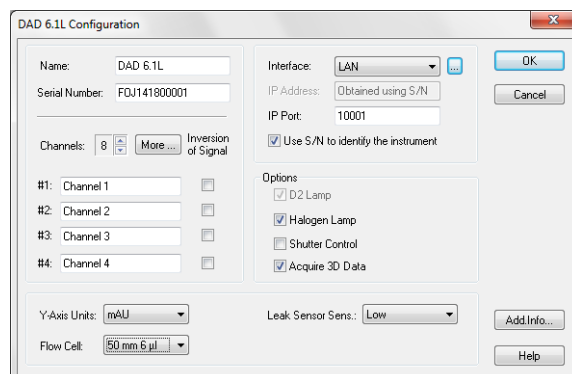 DAD 6.1L Configuration
Name: DAD 6.1L
Serial Number: FOJ141800001
Channels: 8 More ... Inversion of Signal
#1: Channel 1
#2: Channel 2
#3: Channel 3
#4: Channel 4
Interface: LAN ...
IP Address: Obtained using S/N
IP Port: 10001
Use S/N to identify the instrument
Options
D2 Lamp
Halogen Lamp
Shutter Control
Acquire 3D Data
OK
Cancel
Y-Axis Units: mAU
Flow Cell: 50 mm 6 µl
Leak Sensor Sens.: Low
Add.Info...
Help